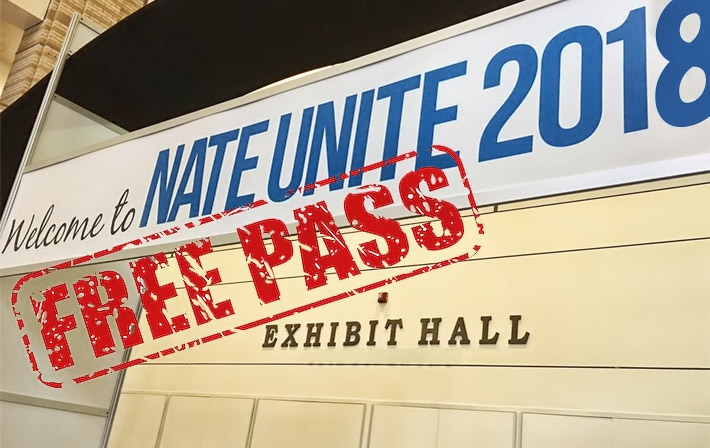 Welcome to NATE UNITE 2018
FREE PASS
EXHIBIT HALL